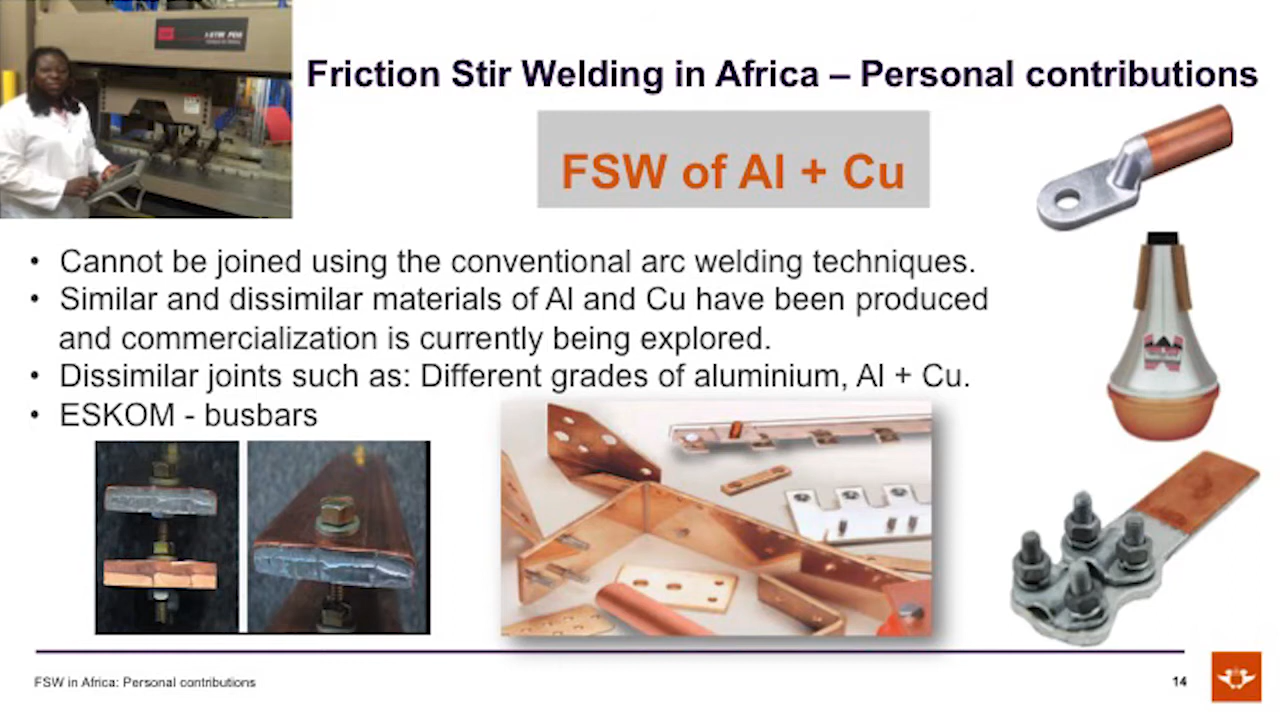 Friction Stir Welding in Africa – Personal contributions
FSW of Al + Cu
• Cannot be joined using the conventional arc welding techniques.
• Similar and dissimilar materials of Al and Cu have been produced
and commercialization is currently being explored.
• Dissimilar joints such as: Different grades of aluminium, Al + Cu.
• ESKOM - busbars
FSW in Africa: Personal contributions
14